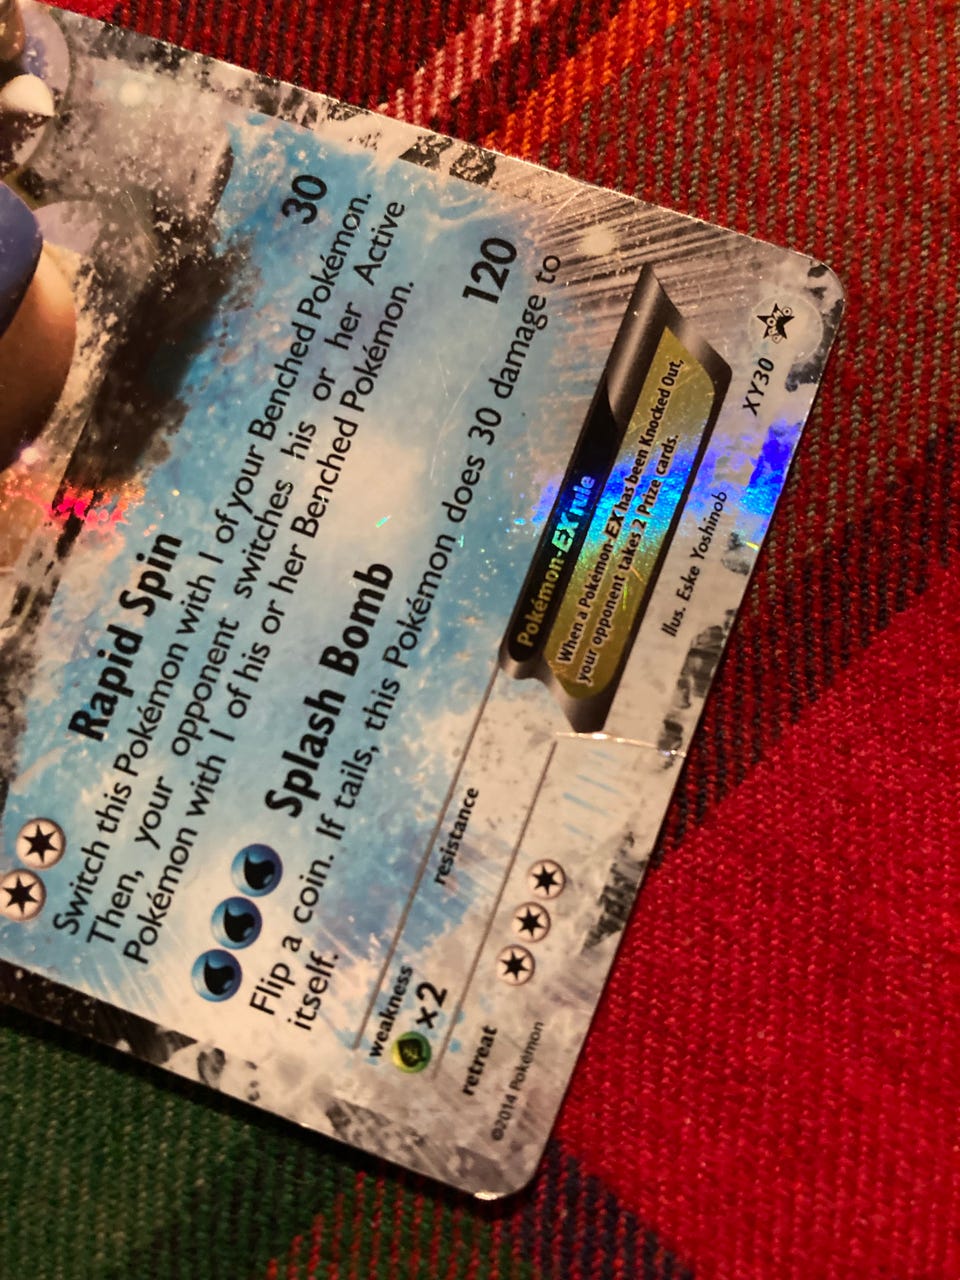 Rapid Spin 30
Switch this Pokémon with 1 of your Benched Pokémon.
Then, your opponent switches his or her Active
Pokémon with 1 of his or her Benched Pokémon.
Splash Bomb 120
Flip a coin. If tails, this Pokémon does 30 damage to
itself.
weakness
×2
resistance
retreat
Pokémon-EX rule
When a Pokémon-EX has been Knocked Out,
your opponent takes 2 Prize cards.
©2014 Pokémon
Illus. Eske Yoshinob
XY30